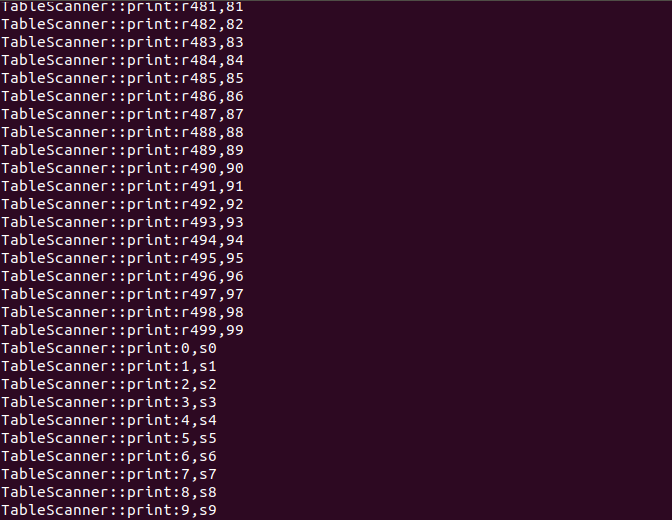 TableScanner::print:r481,81
TableScanner::print:r482,82
TableScanner::print:r483,83
TableScanner::print:r484,84
TableScanner::print:r485,85
TableScanner::print:r486,86
TableScanner::print:r487,87
TableScanner::print:r488,88
TableScanner::print:r489,89
TableScanner::print:r490,90
TableScanner::print:r491,91
TableScanner::print:r492,92
TableScanner::print:r493,93
TableScanner::print:r494,94
TableScanner::print:r495,95
TableScanner::print:r496,96
TableScanner::print:r497,97
TableScanner::print:r498,98
TableScanner::print:r499,99
TableScanner::print:0,s0
TableScanner::print:1,s1
TableScanner::print:2,s2
TableScanner::print:3,s3
TableScanner::print:4,s4
TableScanner::print:5,s5
TableScanner::print:6,s6
TableScanner::print:7,s7
TableScanner::print:8,s8
TableScanner::print:9,s9